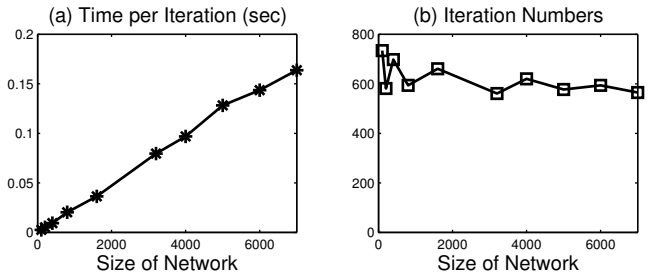 (a) Time per Iteration (sec)
0.2
0.15
0.1
0.05
0
0 2000 4000 6000
Size of Network
(b) Iteration Numbers
800
600
400
200
0
0 2000 4000 6000
Size of Network